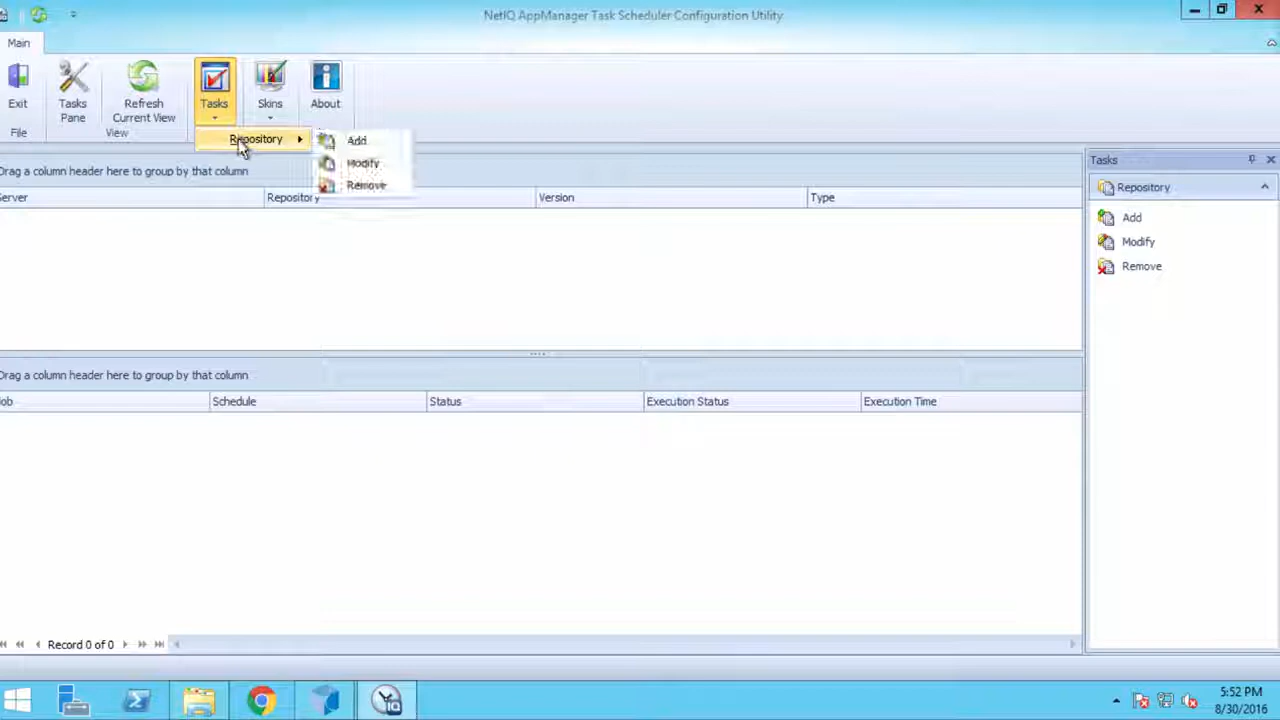 NetIQ AppManager Task Scheduler Configuration Utility
Main
Exit
Tasks Pane
Refresh Current View
Tasks
Skins
About
File
View
Repository
Add
Modify
Remove
Drag a column header here to group by that column
Server Repository Version Type
Drag a column header here to group by that column
Job Schedule Status Execution Status Execution Time
Record 0 of 0
Tasks
Repository
Add
Modify
Remove
5:52 PM
8/30/2016